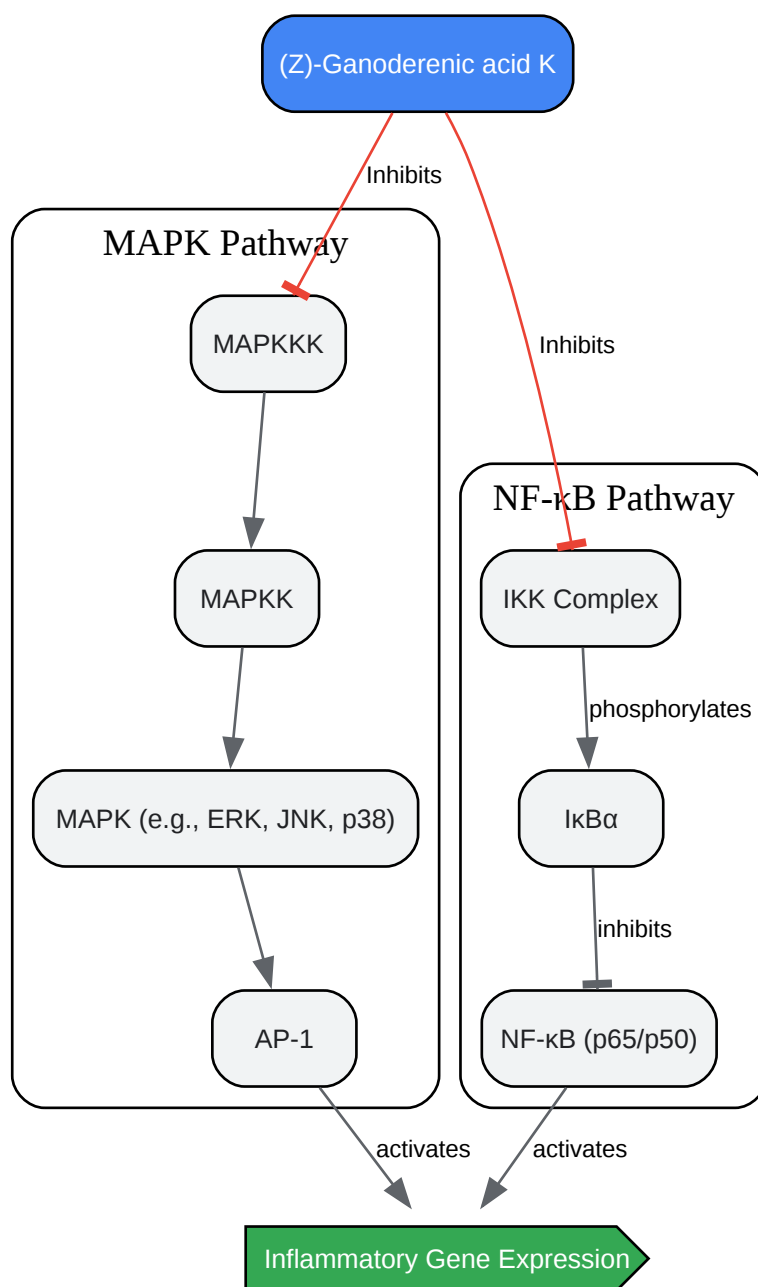 (Z)-Ganoderenic acid K
Inhibits
MAPK Pathway
MAPKKK
Inhibits
NF-κB Pathway
MAPKK
IKK Complex
phosphorylates
MAPK (e.g., ERK, JNK, p38)
IκBα
inhibits
AP-1
NF-κB (p65/p50)
activates
activates
Inflammatory Gene Expression